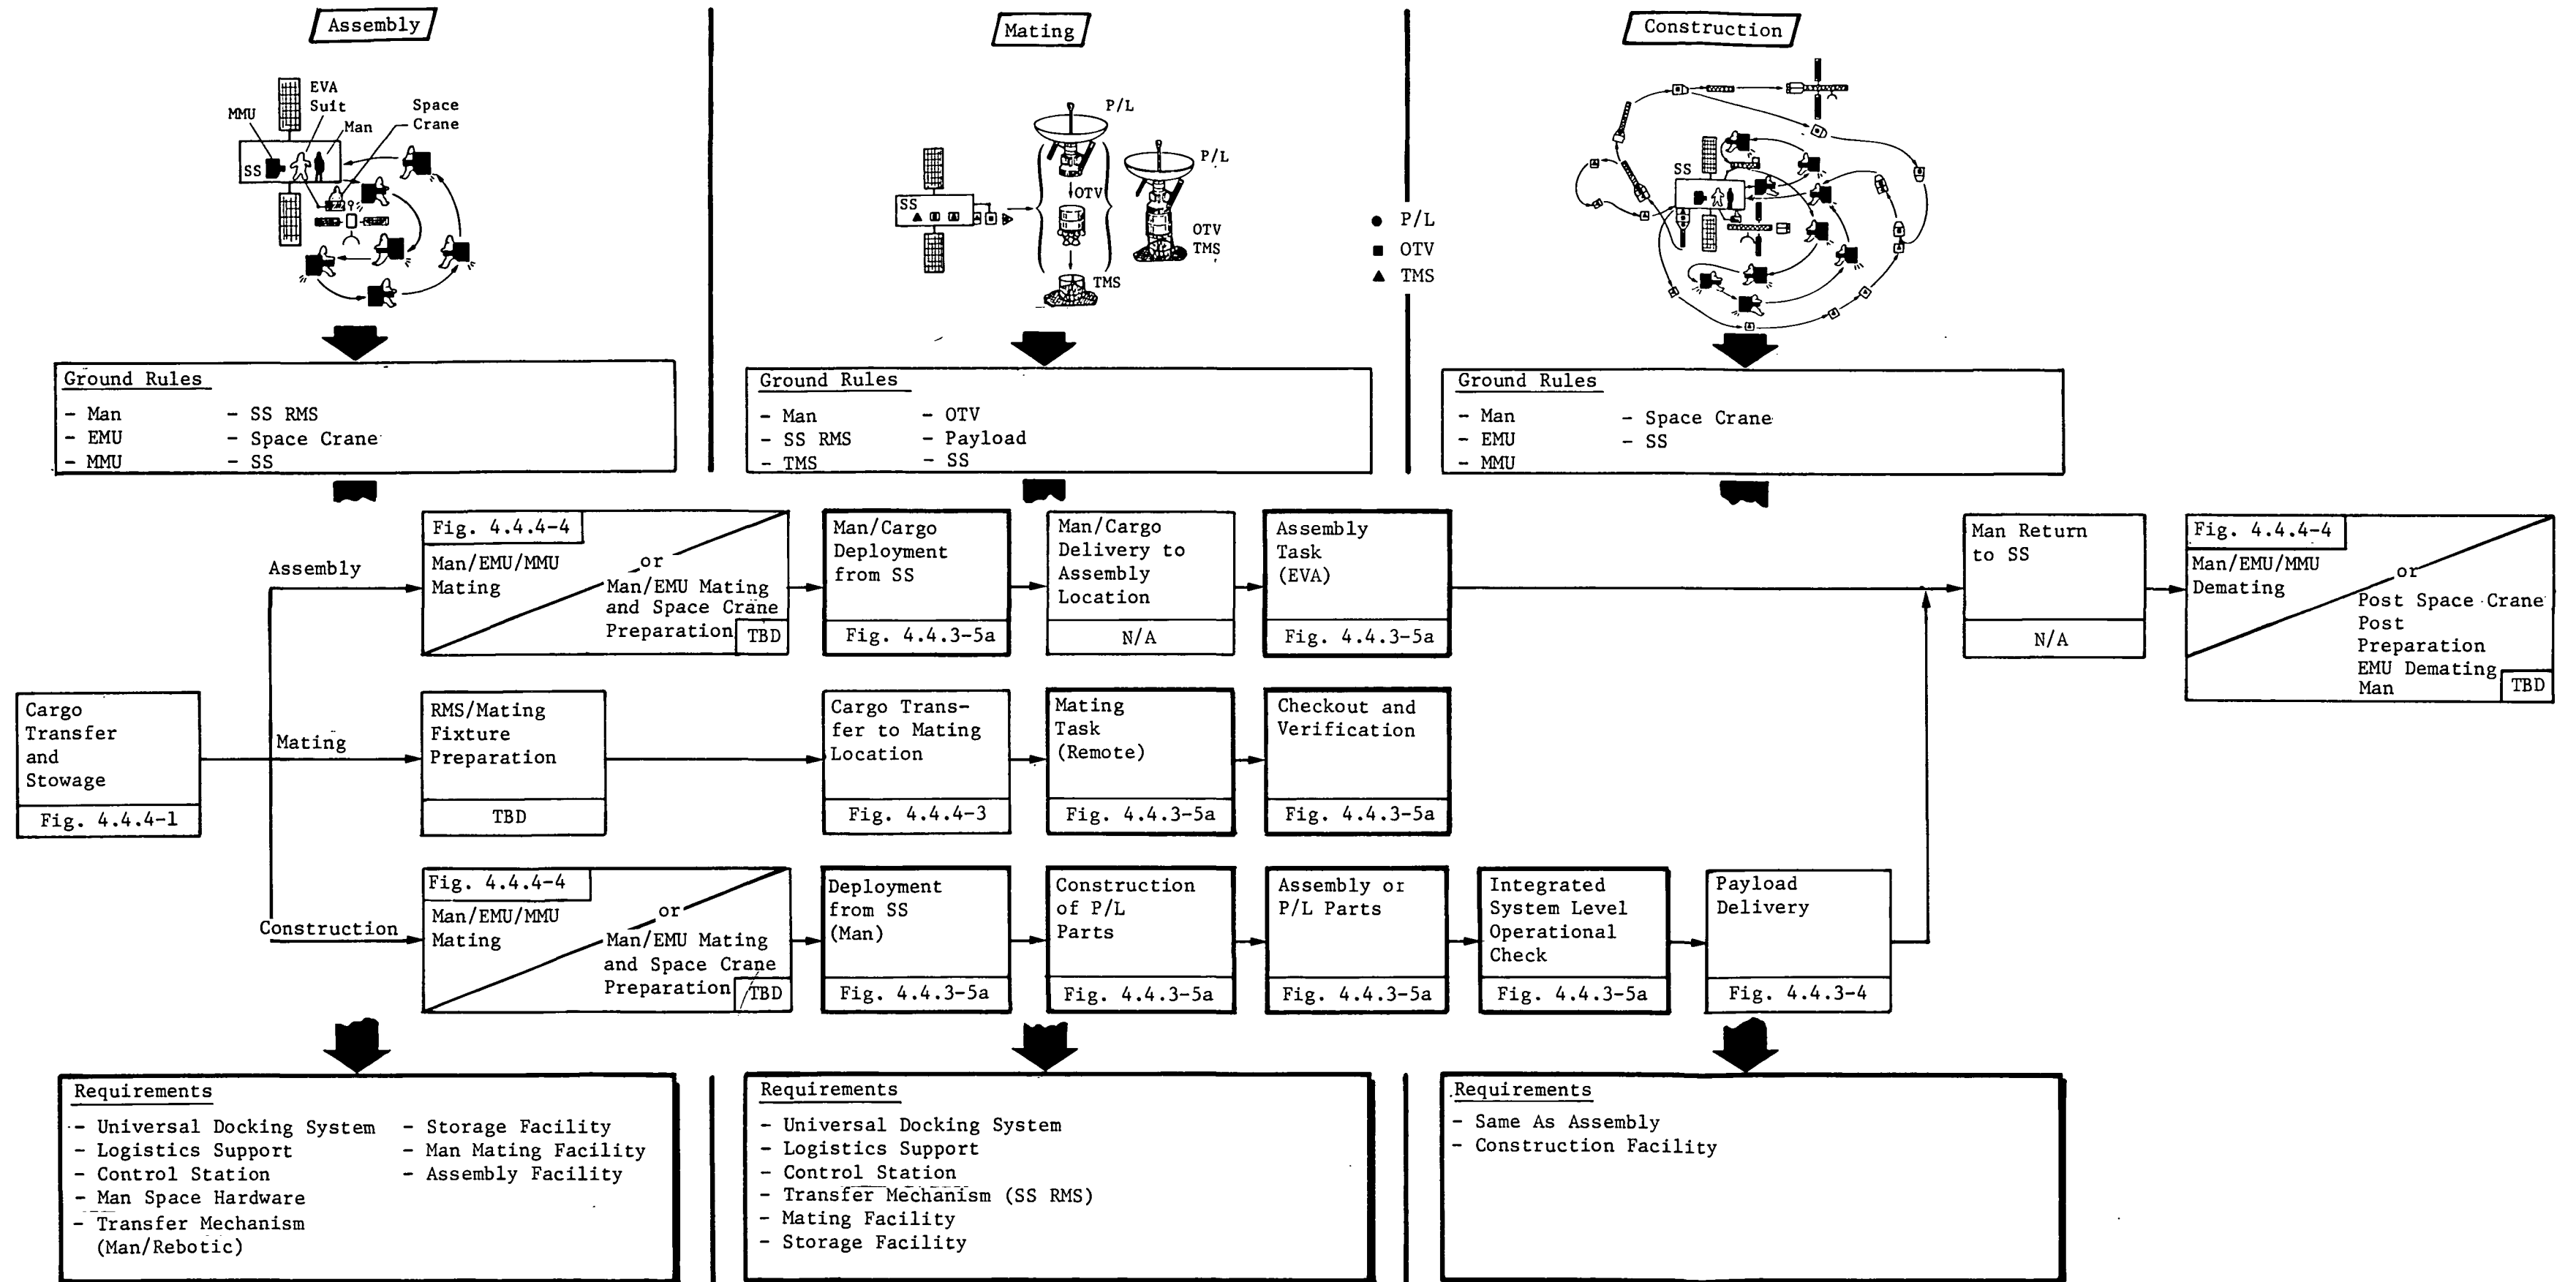 Assembly
EVA
Suit
MMU
Man
Space
Crane
SS
Mating
P/L
P/L
OTV
SS
OTV
TMS
TMS
● P/L
■ OTV
▲ TMS
Construction
SS
Ground Rules
- Man
- EMU
- MMU
- SS RMS
- Space Crane
- SS
Ground Rules
- Man
- SS RMS
- TMS
- OTV
- Payload
- SS
Ground Rules
- Man
- EMU
- MMU
- Space Crane
- SS
Cargo
Transfer
and
Stowage
Fig. 4.4.4-1
Assembly
Fig. 4.4.4-4
Man/EMU/MMU
Mating
or
Man/EMU Mating
and Space Crane
Preparation
TBD
Man/Cargo
Deployment
from SS
Fig. 4.4.3-5a
Man/Cargo
Delivery to
Assembly
Location
N/A
Assembly
Task
(EVA)
Fig. 4.4.3-5a
Man Return
to SS
N/A
Fig. 4.4.4-4
Man/EMU/MMU
Demating
or
Post Space Crane
Post
Preparation
EMU Demating
Man
TBD
Mating
RMS/Mating
Fixture
Preparation
TBD
Cargo Trans-
fer to Mating
Location
Fig. 4.4.4-3
Mating
Task
(Remote)
Fig. 4.4.3-5a
Checkout and
Verification
Fig. 4.4.3-5a
Construction
Fig. 4.4.4-4
Man/EMU/MMU
Mating
or
Man/EMU Mating
and Space Crane
Preparation
TBD
Deployment
from SS
(Man)
Fig. 4.4.3-5a
Construction
of P/L
Parts
Fig. 4.4.3-5a
Assembly or
P/L Parts
Fig. 4.4.3-5a
Integrated
System Level
Operational
Check
Fig. 4.4.3-5a
Payload
Delivery
Fig. 4.4.3-4
Requirements
- Universal Docking System
- Logistics Support
- Control Station
- Man Space Hardware
- Transfer Mechanism
(Man/Rebotic)
- Storage Facility
- Man Mating Facility
- Assembly Facility
Requirements
- Universal Docking System
- Logistics Support
- Control Station
- Transfer Mechanism (SS RMS)
- Mating Facility
- Storage Facility
Requirements
- Same As Assembly
- Construction Facility